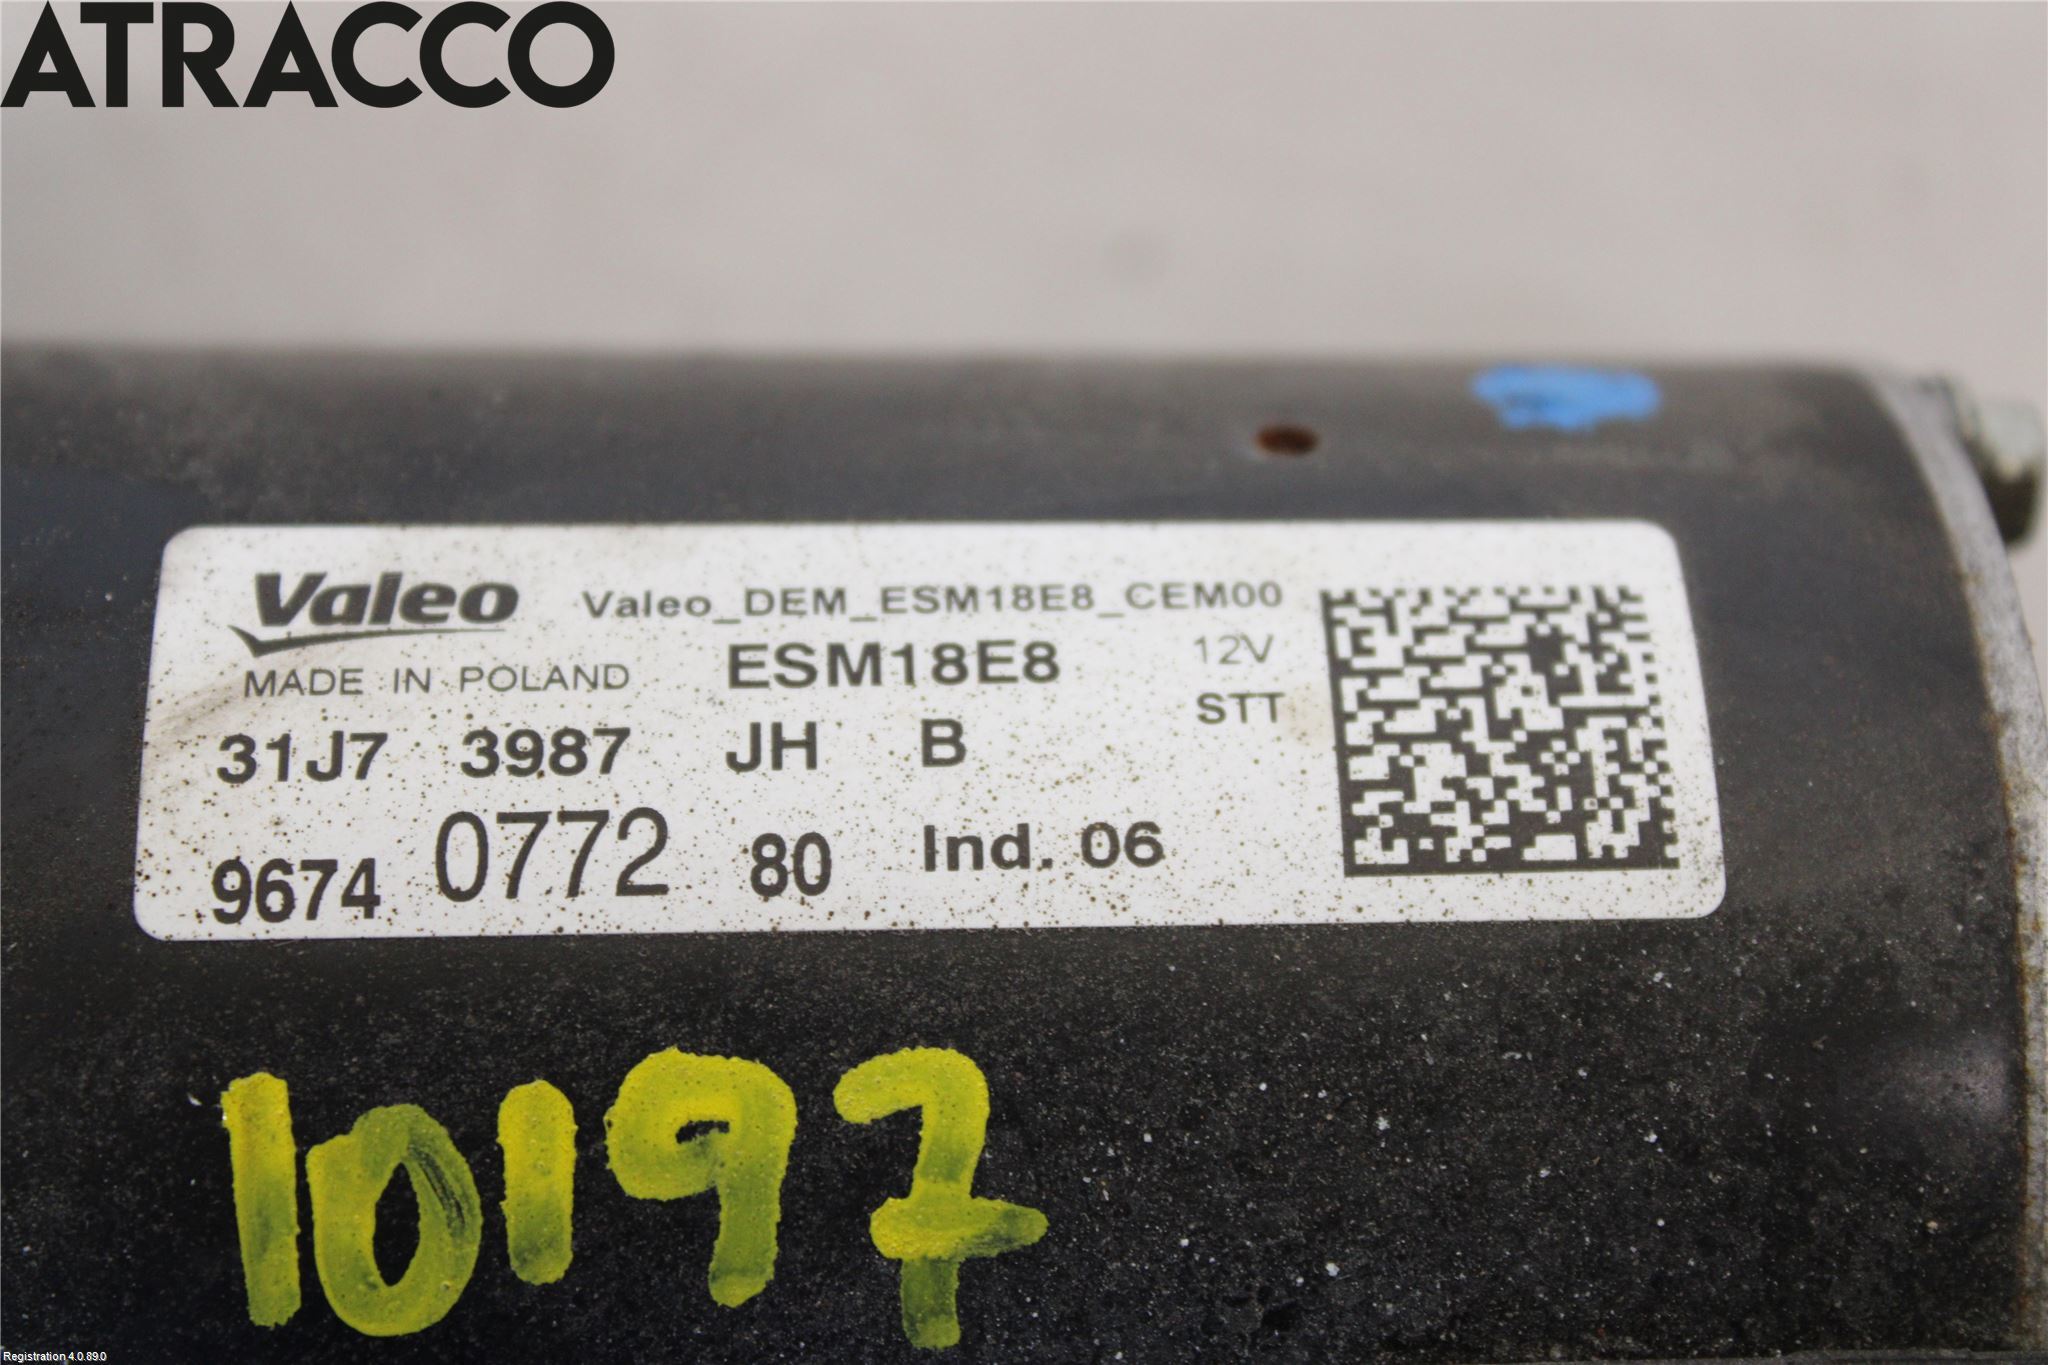 ATRACCO
Valeo Valeo_DEM_ESM18E8_CEM00
MADE IN POLAND ESM18E8 12V
STT
31J7 3987 JH B
9674 0772 80 Ind. 06
10197
Registration 4.0.89.0